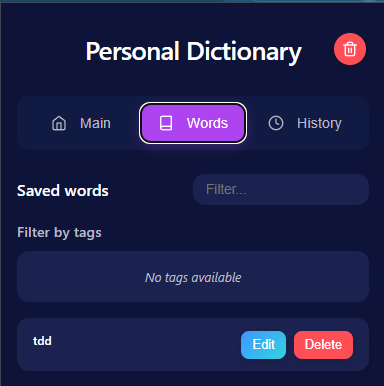 Personal Dictionary
Main
Words
History
Saved words
Filter...
Filter by tags
No tags available
tdd
Edit
Delete